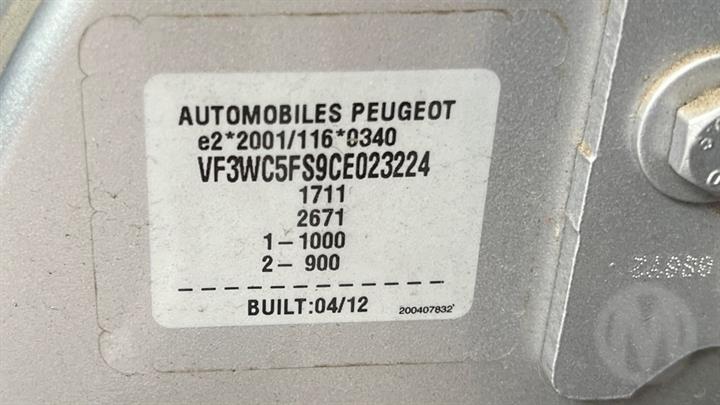 AUTOMOBILES PEUGEOT
e2*2001/116*0340
VF3WC5FS9CE023224
1711
2671
1-1000
2-900
BUILT:04/12
200407832'